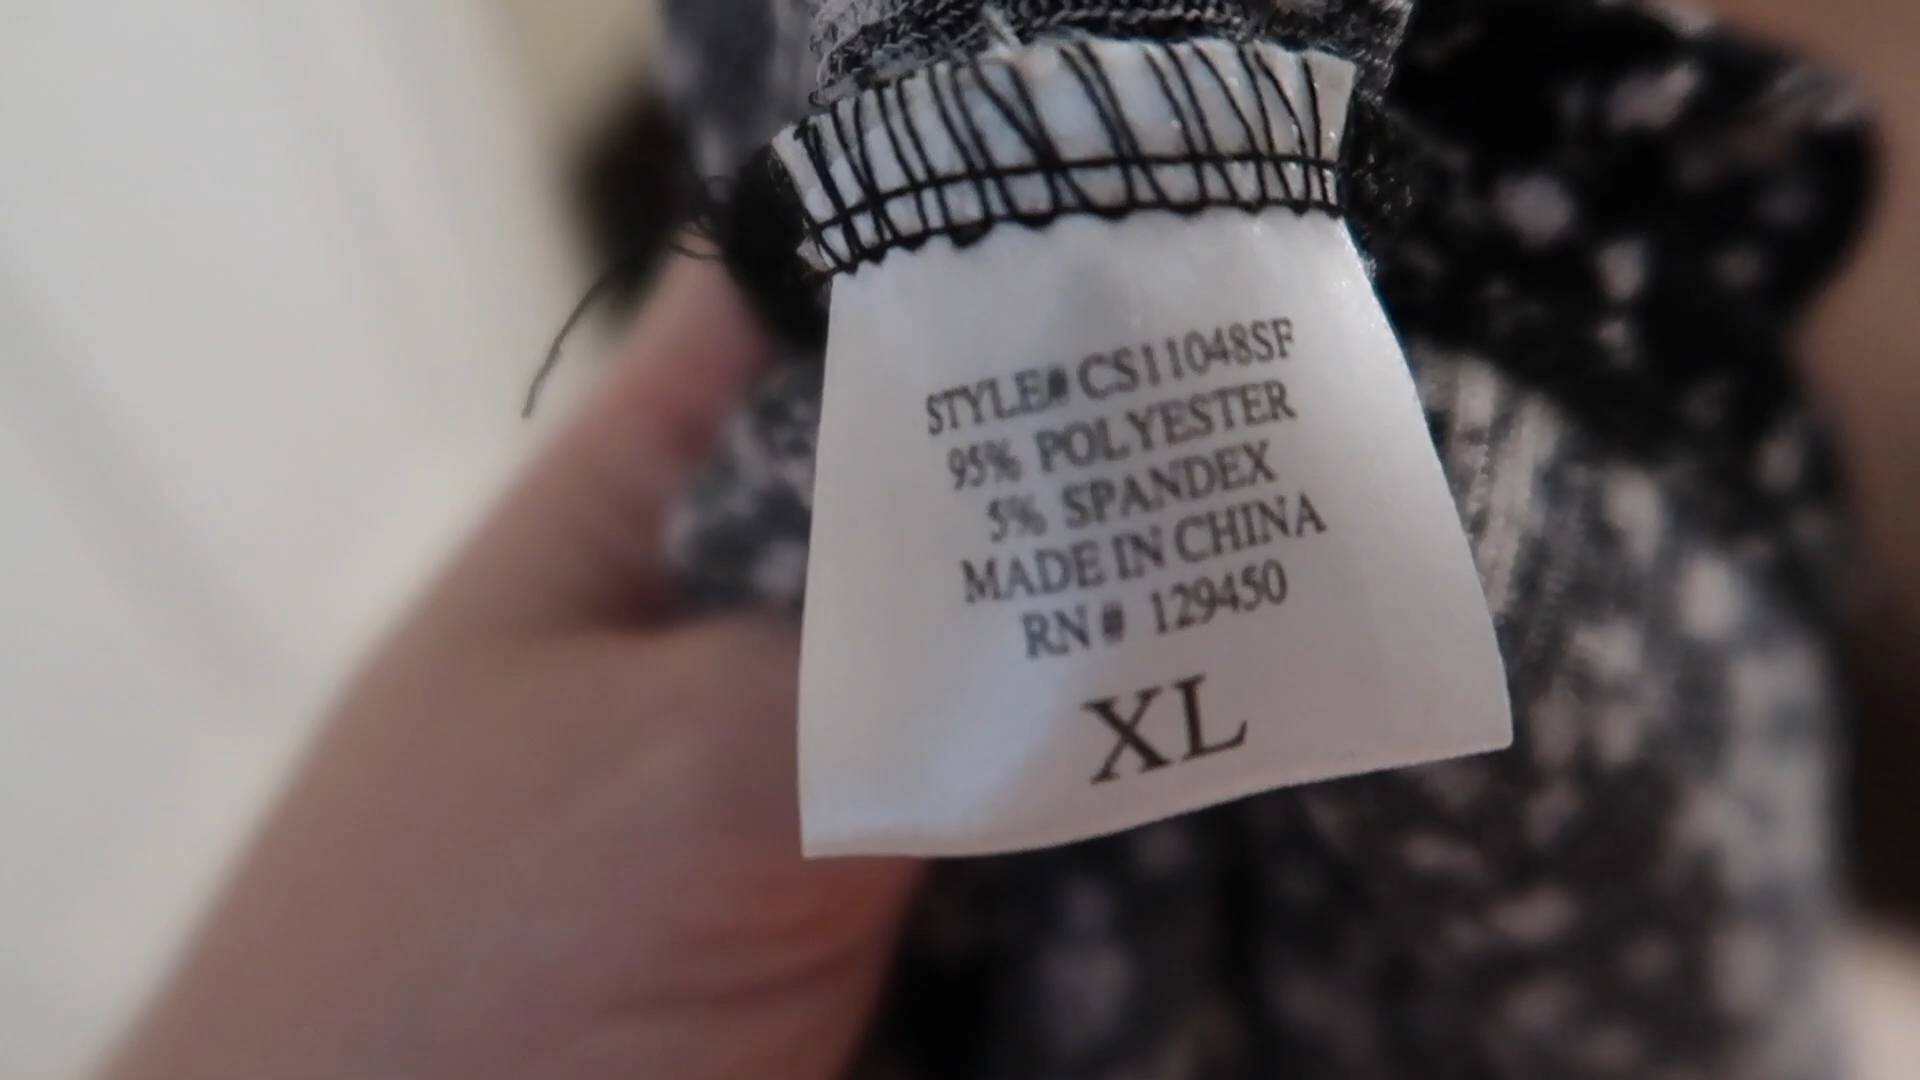 STYLE# CS11048SF
95% POLYESTER
5% SPANDEX
MADE IN CHINA
RN# 129450
XL